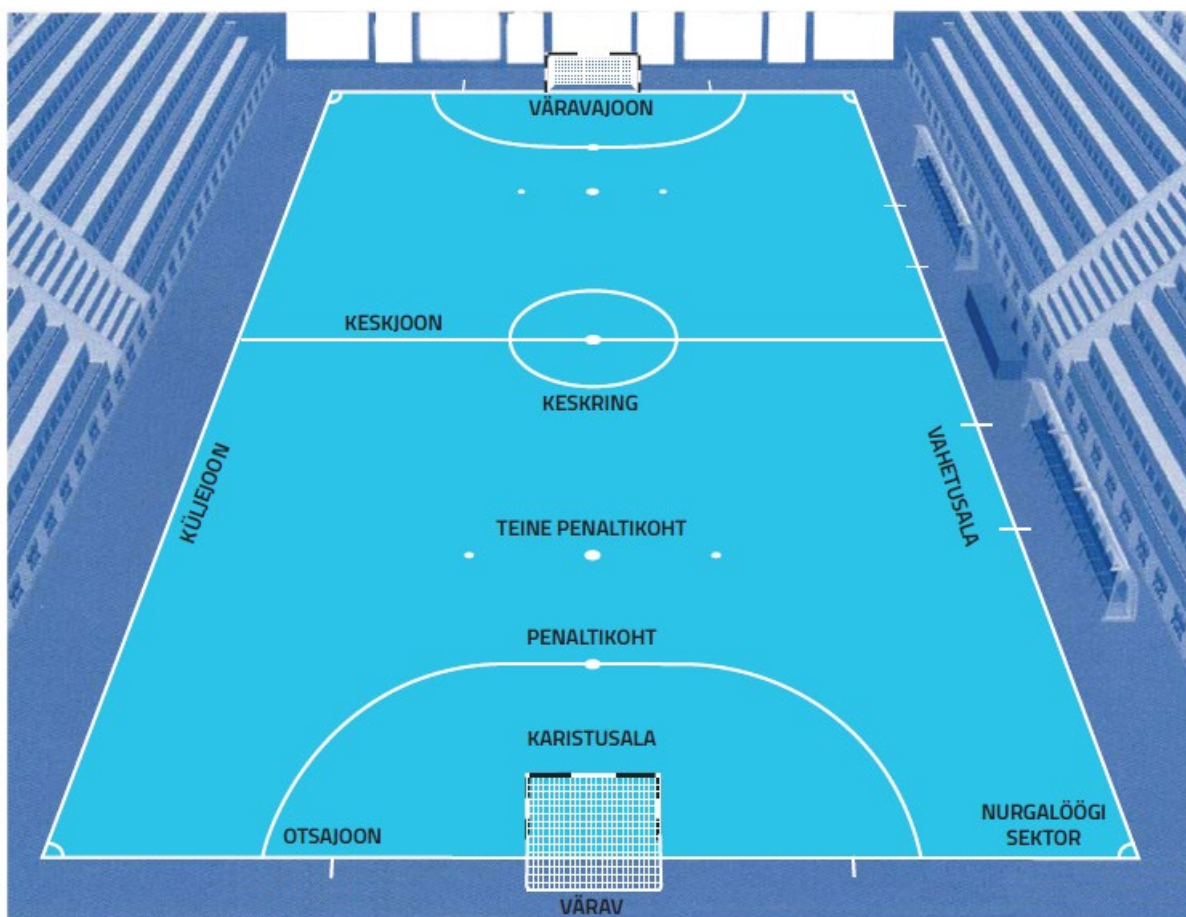 VÄRAVAJOON
KESKJOON
KESKRING
KÜLJEJOON
VAHETUSALA
TEINE PENALTIKOHT
PENALTIKOHT
KARISTUSALA
OTSAJOON
NURGALÖÖGI
SEKTOR
VÄRAV